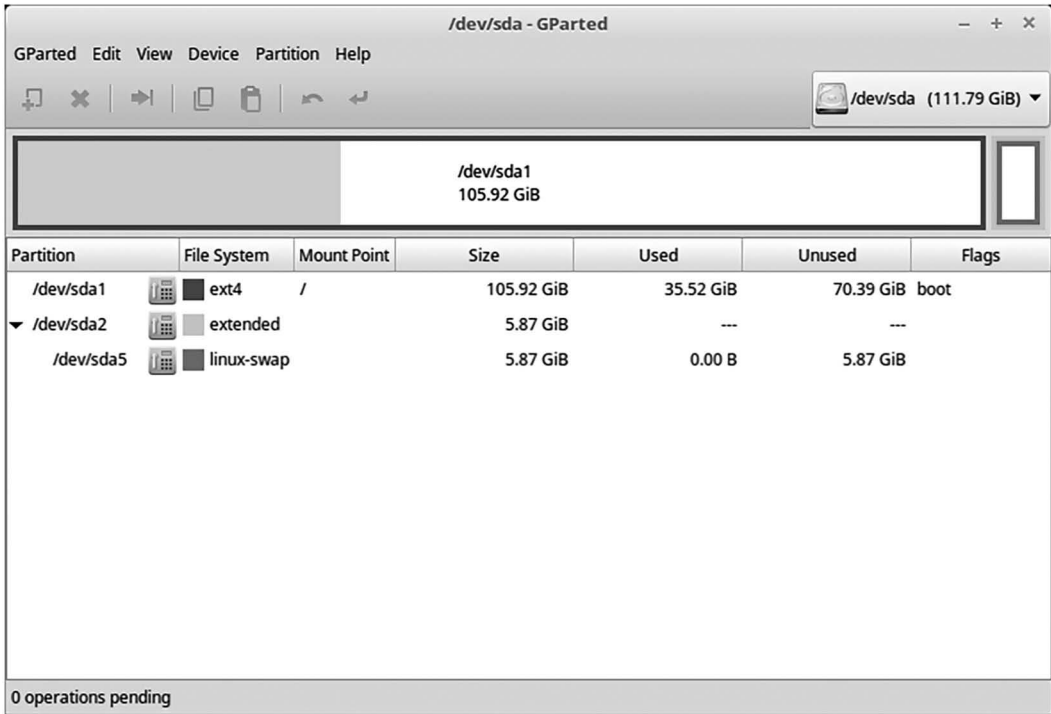 /dev/sda - GParted
GParted Edit View Device Partition Help
/dev/sda (111.79 GiB)
/dev/sda1
105.92 GiB
Partition File System Mount Point Size Used Unused Flags
/dev/sda1 ext4 / 105.92 GiB 35.52 GiB 70.39 GiB boot
/dev/sda2 extended 5.87 GiB --- ---
/dev/sda5 linux-swap 5.87 GiB 0.00 B 5.87 GiB
0 operations pending